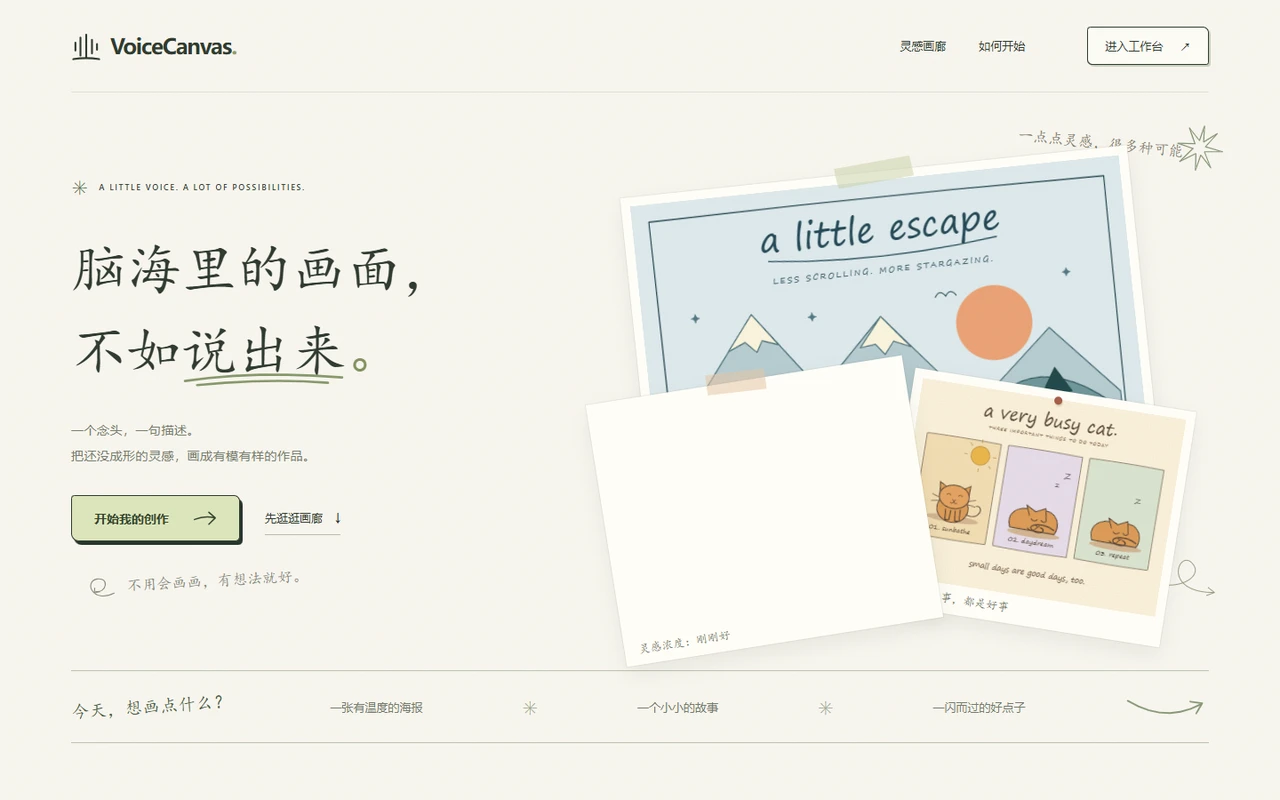 VoiceCanvas.
灵感画廊
如何开始
进入工作台 ↗
一点点灵感，很多种可能
A LITTLE VOICE. A LOT OF POSSIBILITIES.
脑海里的画面，
不如说出来。
一个念头，一句描述。
把还没成形的灵感，画成有模有样的作品。
开始我的创作 →
先逛逛画廊 ↓
不用会画画，有想法就好。
a little escape
LESS SCROLLING. MORE STARGAZING.
a very busy cat.
THREE IMPORTANT THINGS TO DO TODAY
z z
z
01. sunbathe
02. daydream
03. repeat
small days are good days, too.
事，都是好事
灵感浓度：刚刚好
今天，想画点什么？
一张有温度的海报
一个小小的故事
一闪而过的好点子